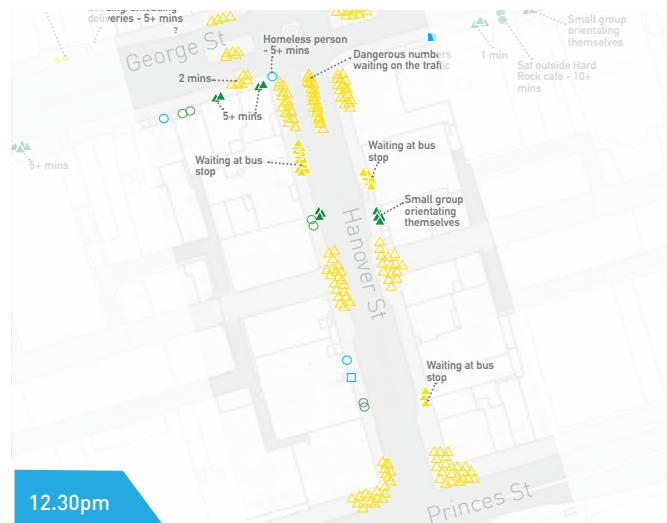 deliveries - 5+ mins
?
George St
Homeless person
- 5+ mins
Dangerous numbers
waiting on the traffic
Small group
orientating
themselves
1 min
Sat outside Hard
Rock cafe - 10+
mins
2 mins
5+ mins
5+ mins
Waiting at bus
stop
Waiting at bus
stop
Small group
orientating
themselves
Hanover St
Waiting at bus
stop
12.30pm
Princes St